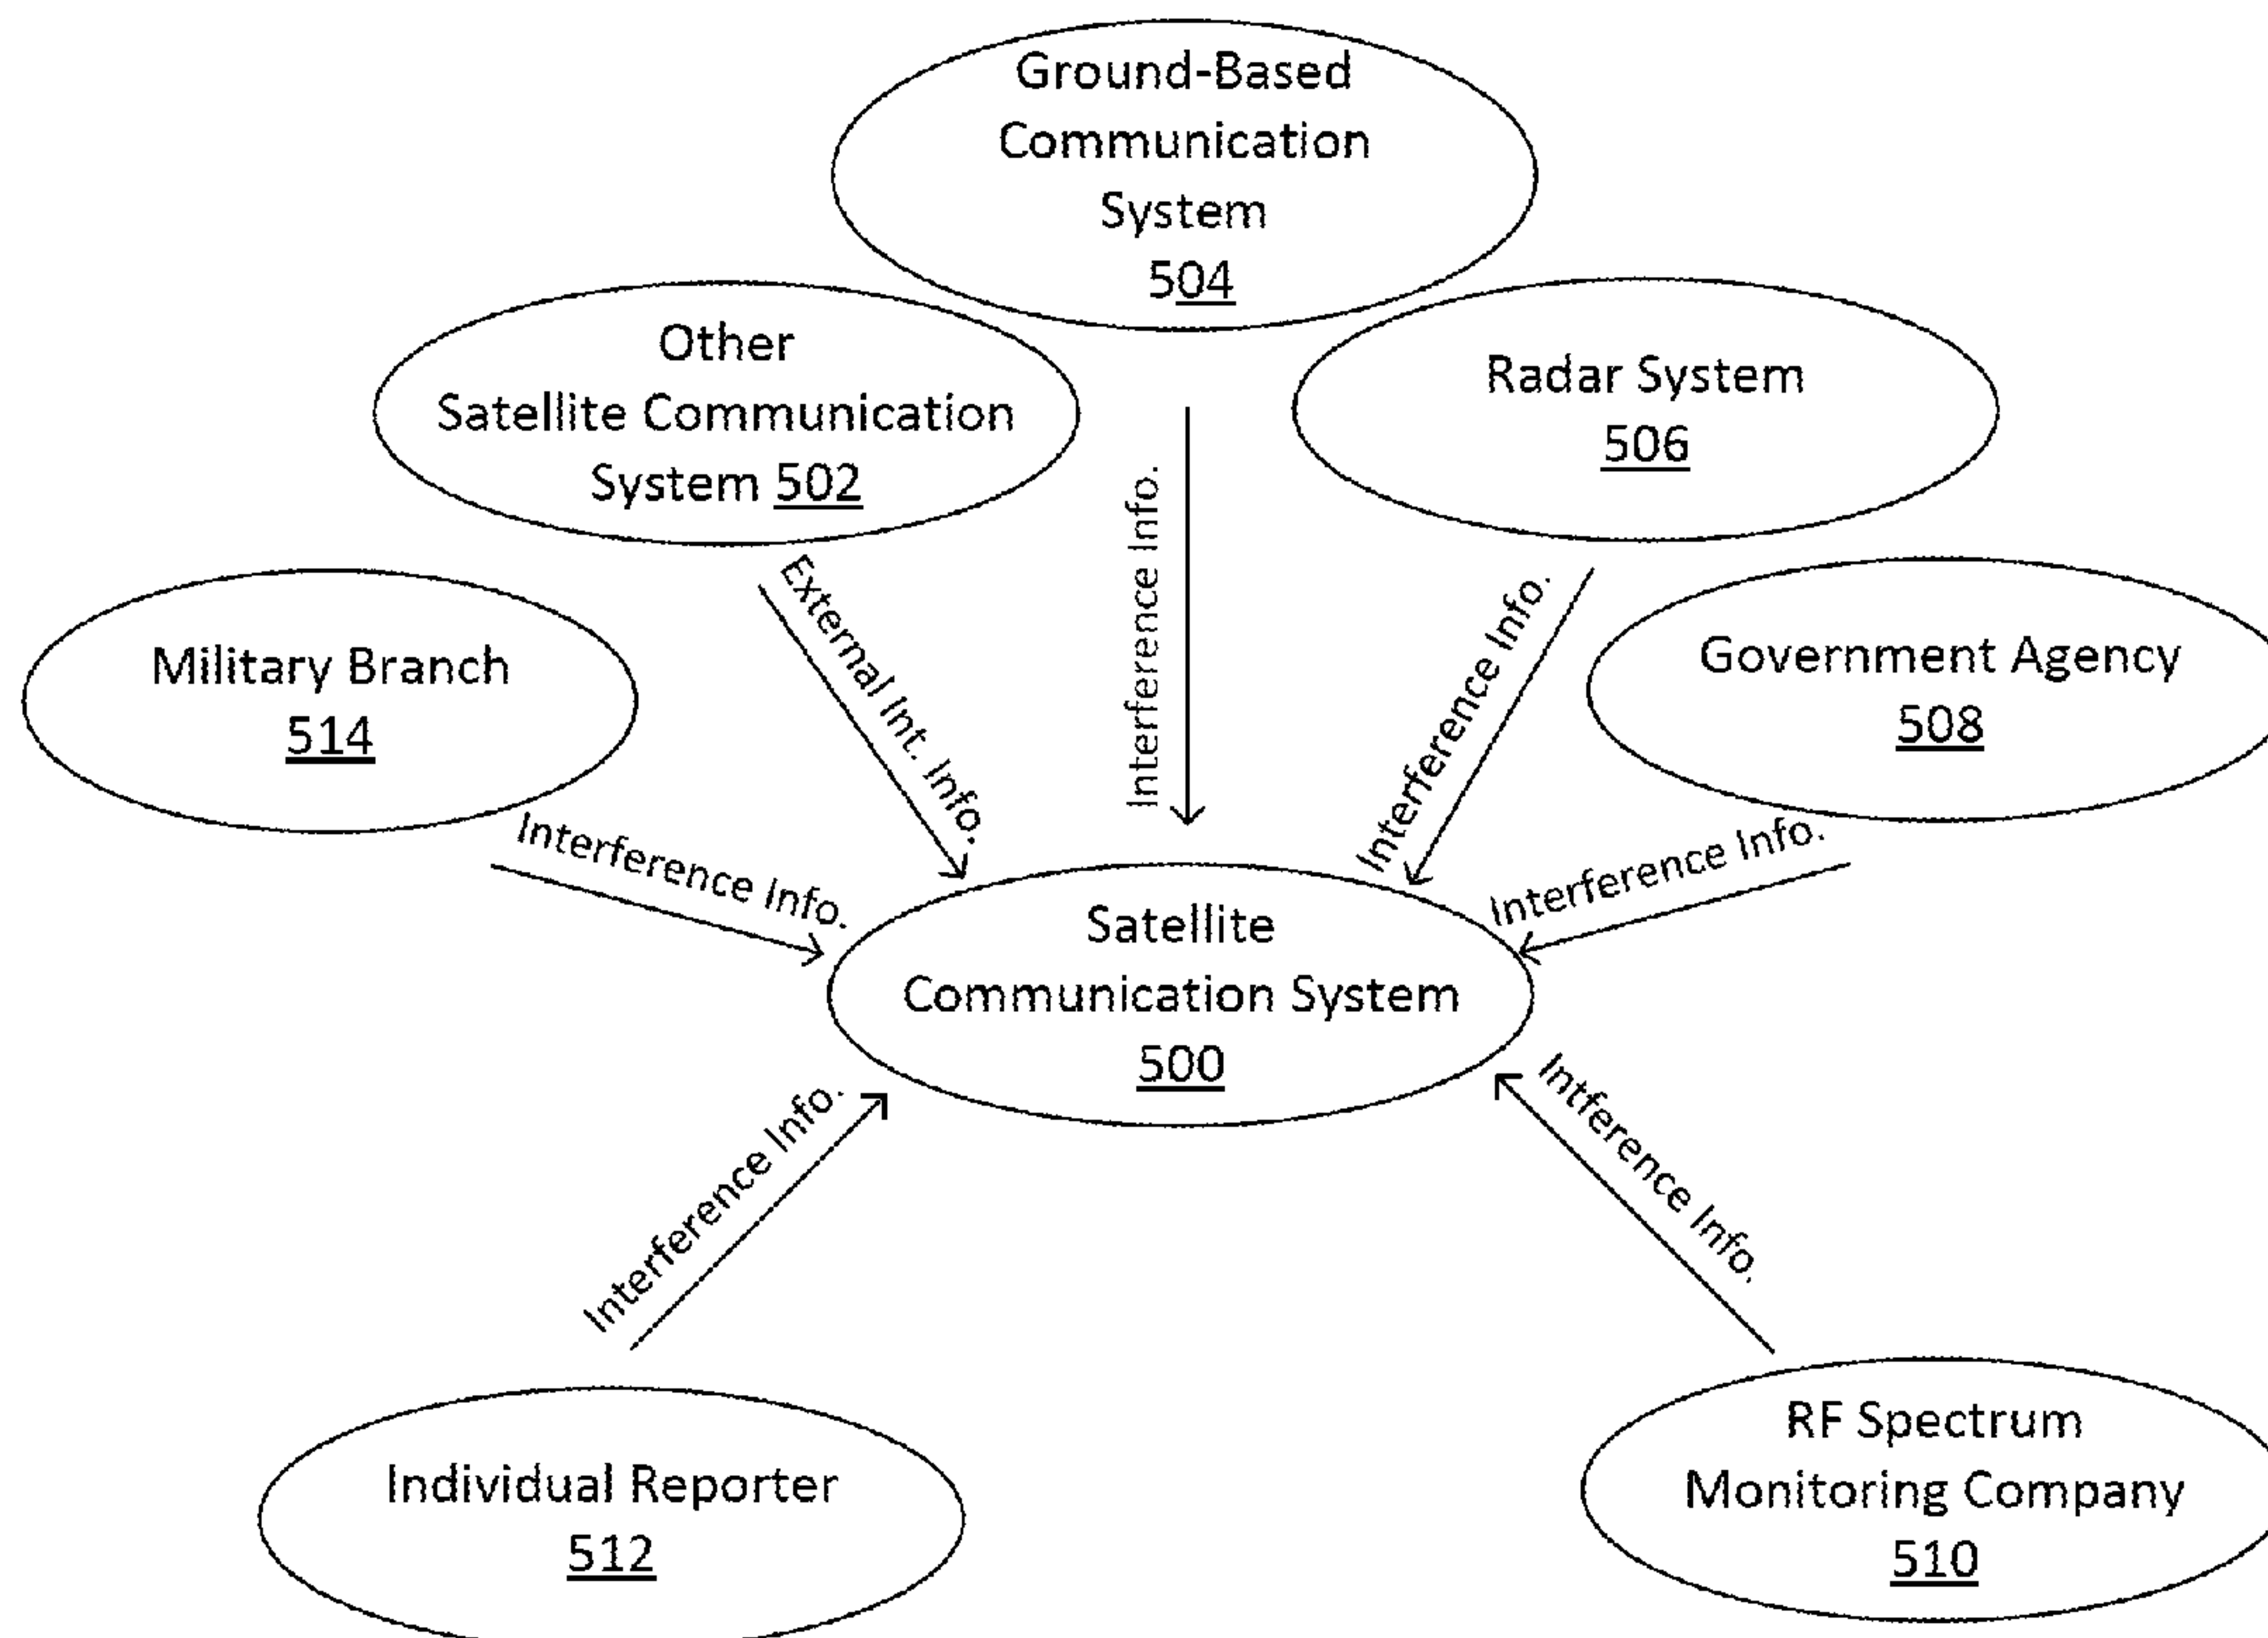 Ground-Based
Communication
System
504
Other
Satellite Communication
System 502
Radar System
506
Military Branch
514
Government Agency
508
External Int. Info.
Interference Info.
Interference Info.
Interference Info.
Interference Info.
Satellite
Communication System
500
Interference Info.
Intference Info.
Individual Reporter
512
RF Spectrum
Monitoring Company
510